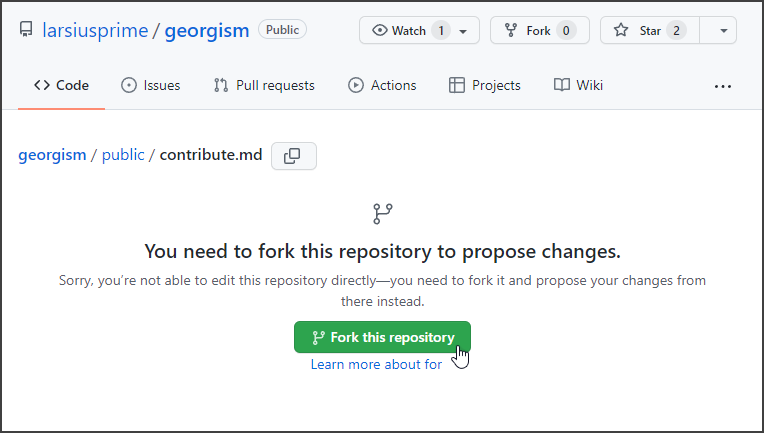 larsiusprime / georgism Public Watch 1 Fork 0 Star 2
Code Issues Pull requests Actions Projects Wiki ...
georgism / public / contribute.md
You need to fork this repository to propose changes.
Sorry, you’re not able to edit this repository directly—you need to fork it and propose your changes from
there instead.
Fork this repository
Learn more about for